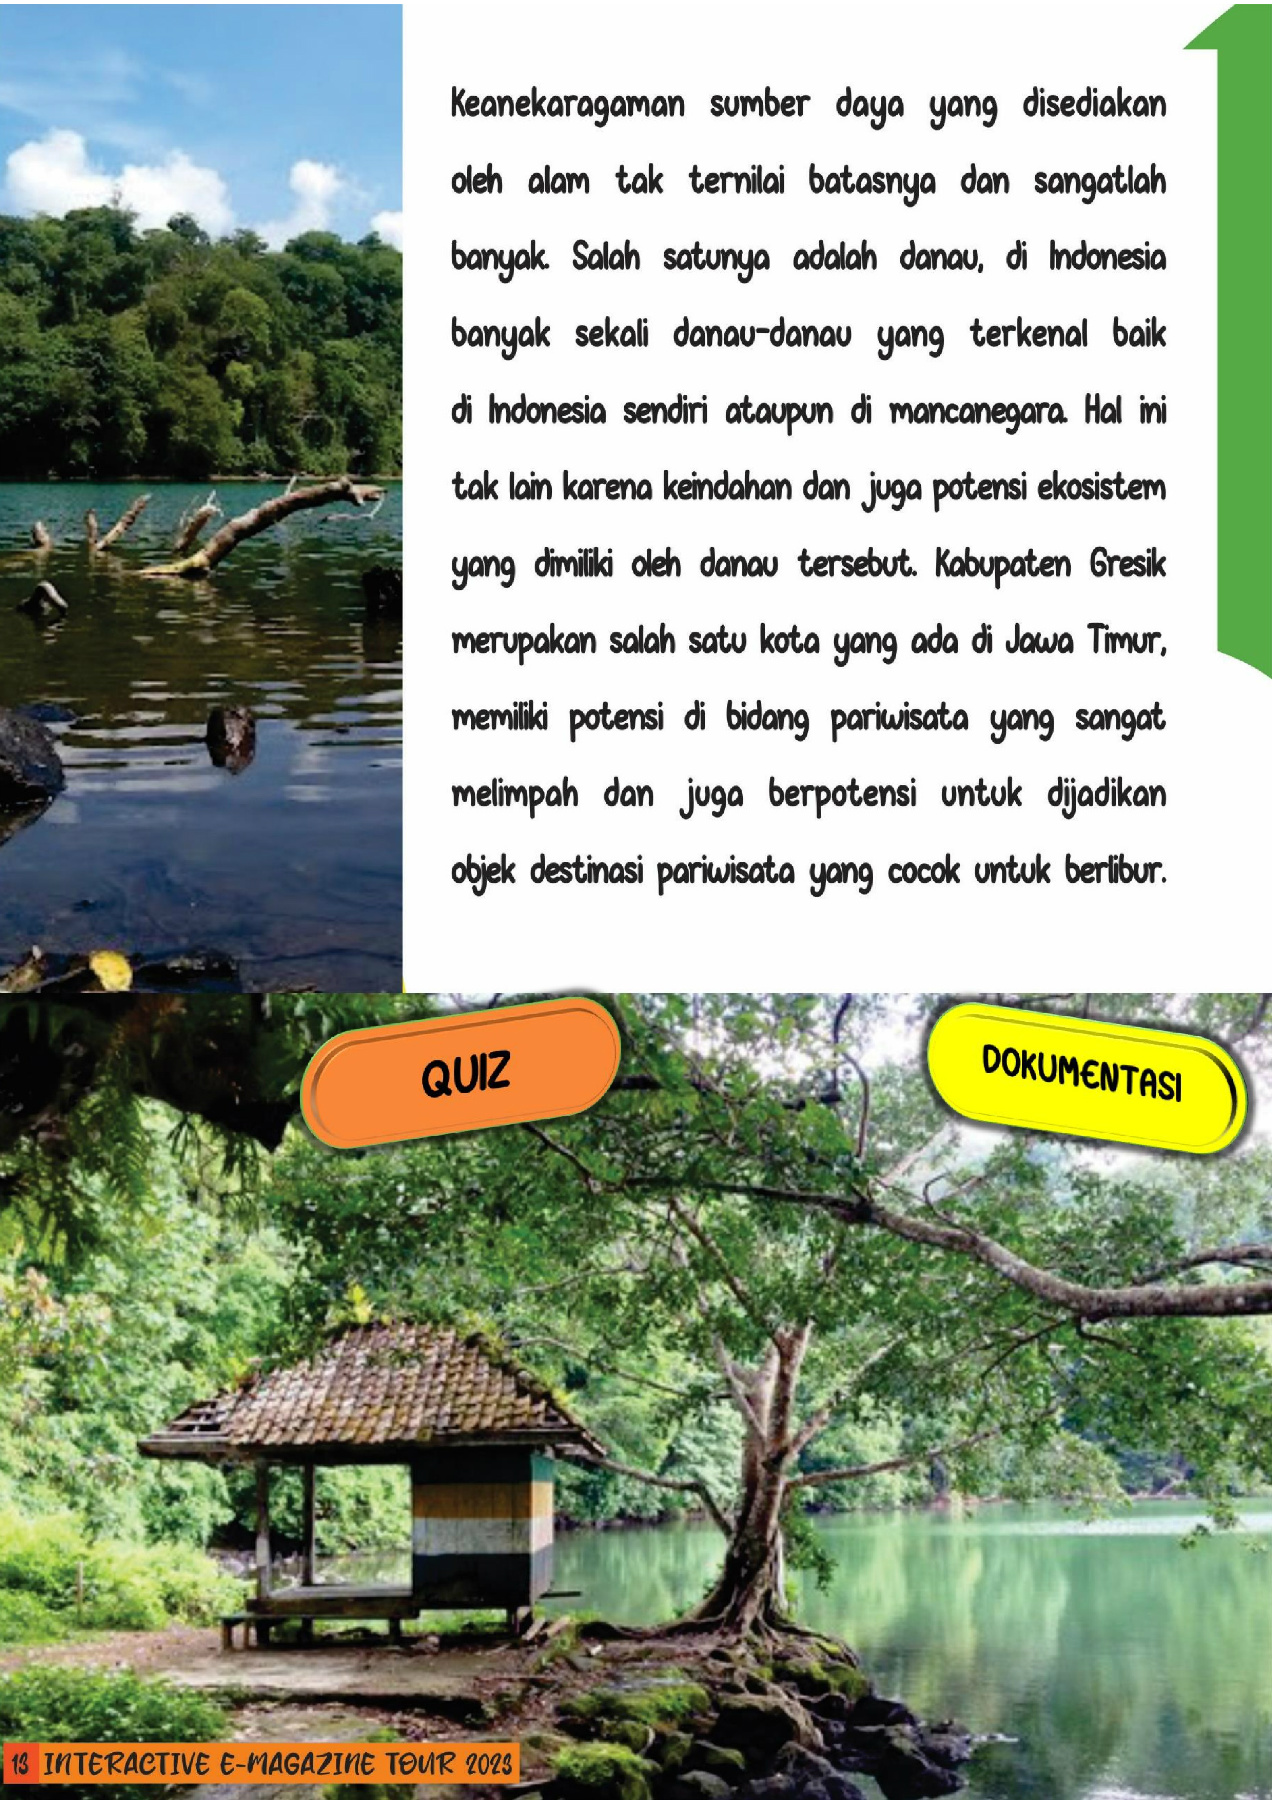 Keanekaragaman sumber daya yang disediakan
oleh alam tak ternilai batasnya dan sangatlah
banyak. Salah satunya adalah danau, di Indonesia
banyak sekali danau-danau yang terkenal baik
di Indonesia sendiri ataupun di mancanegara. Hal ini
tak lain karena keindahan dan juga potensi ekosistem
yang dimiliki oleh danau tersebut. Kabupaten Gresik
merupakan salah satu kota yang ada di Jawa Timur,
memiliki potensi di bidang pariwisata yang sangat
melimpah dan juga berpotensi untuk dijadikan
objek destinasi pariwisata yang cocok untuk berlibur.
QUIZ
DOKUMENTASI
13 INTERACTIVE E-MAGAZINE TOUR 2023